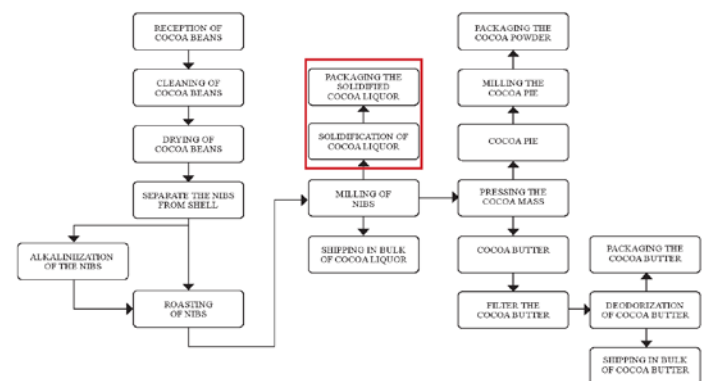 RECEPTION OF
COCOA BEANS
CLEANING OF
COCOA BEANS
DRYING OF
COCOA BEANS
SEPARATE THE NIBS
FROM SHELL
ALKALINIIZATION
OF THE NIBS
ROASTING
OF NIBS
PACKAGING THE
SOLIDIFIED
COCOA LIQUOR
SOLIDIFICATION OF
COCOA LIQUOR
MILLING OF
NIBS
SHIPPING IN BULK
OF COCOA LIQUOR
PACKAGING THE
COCOA POWDER
MILLING THE
COCOA PIE
COCOA PIE
PRESSING THE
COCOA MASS
COCOA BUTTER
FILTER THE
COCOA BUTTER
PACKAGING THE
COCOA BUTTER
DEODORIZATION
OF COCOA BUTTER
SHIPPING IN BULK
OF COCOA BUTTER